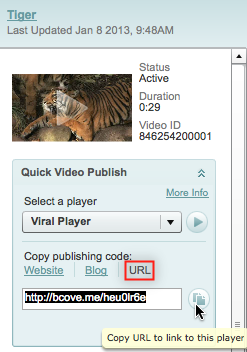 Tiger
Last Updated Jan 8 2013, 9:48AM
Status
Active
Duration
0:29
Video ID
846254200001
Quick Video Publish
More Info
Select a player
Viral Player
Copy publishing code:
Website Blog URL
http://bcove.me/heu0lr6e
Copy URL to link to this player